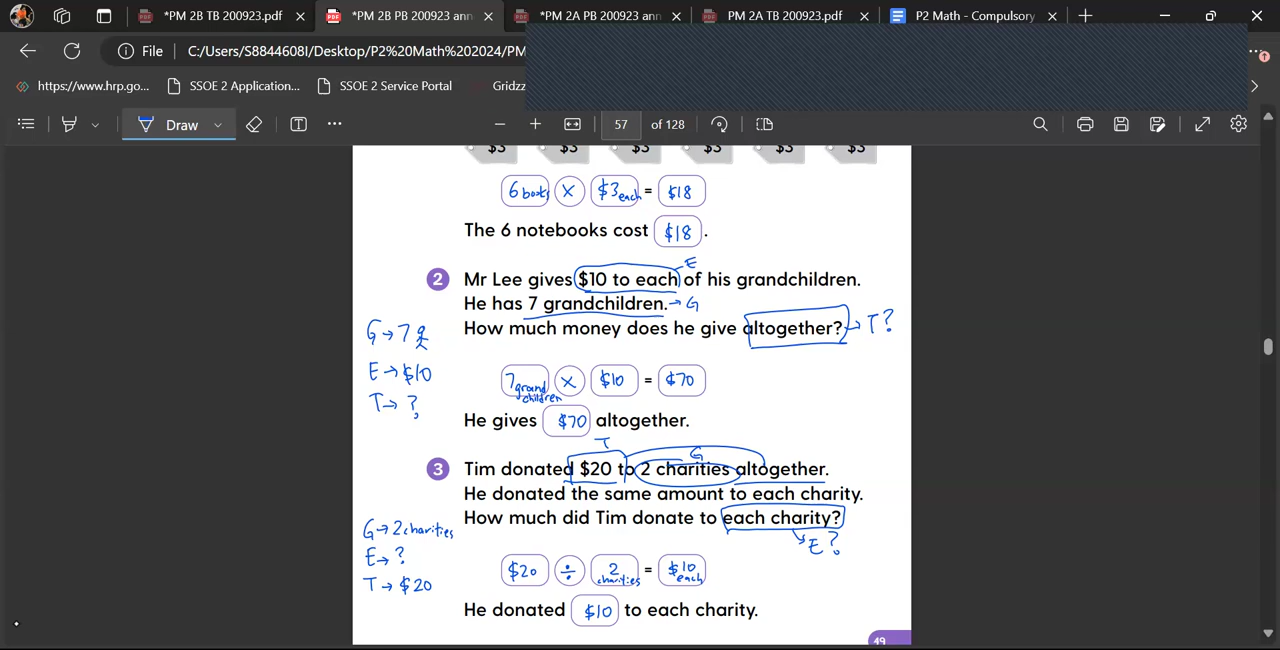 *PM 2B TB 200923.pdf
*PM 2B PB 200923 ann
*PM 2A PB 200923 ann
PM 2A TB 200923.pdf
P2 Math - Compulsory
File C:/Users/S8844608I/Desktop/P2%20Math%202024/PM
https://www.hrp.go... SSOE 2 Application... SSOE 2 Service Portal Gridzz
Draw 57 of 128
$3 $3 $3 $3 $3 $3
6 books × $3 each = $18
The 6 notebooks cost $18.
E
2 Mr Lee gives $10 to each of his grandchildren.
He has 7 grandchildren. → G
How much money does he give altogether? → T?
G → 7
E → $10
T → ?
7 grand children × $10 = $70
He gives $70 altogether.
T G
3 Tim donated $20 to 2 charities altogether.
He donated the same amount to each charity.
How much did Tim donate to each charity?
E?
G → 2 charities
E → ?
T → $20
$20 ÷ 2 charities = $10 each
He donated $10 to each charity.
49